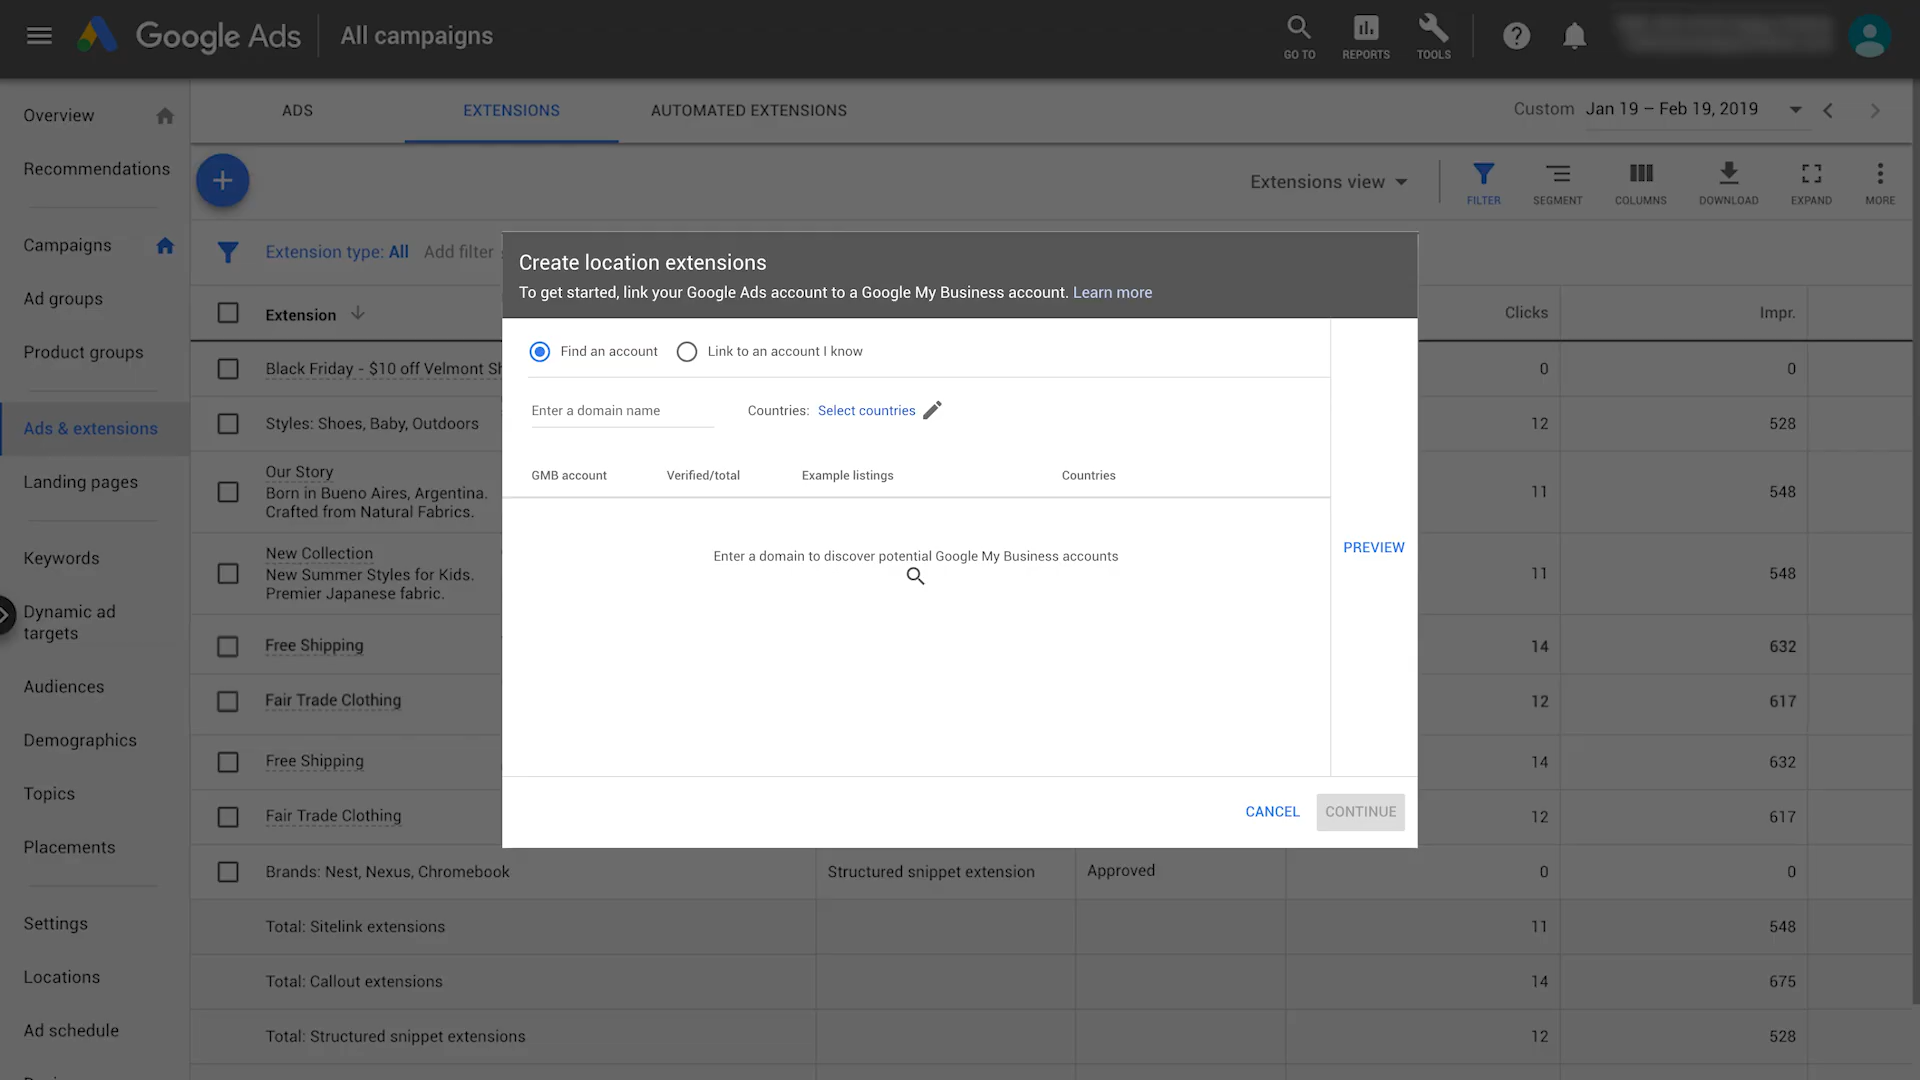 Google Ads
All campaigns
GO TO
REPORTS
TOOLS
Overview
Recommendations
Campaigns
Ad groups
Product groups
Ads & extensions
Landing pages
Keywords
Dynamic ad
targets
Audiences
Demographics
Topics
Placements
Settings
Locations
Ad schedule
ADS
EXTENSIONS
AUTOMATED EXTENSIONS
Custom Jan 19 – Feb 19, 2019
Extensions view
FILTER
SEGMENT
COLUMNS
DOWNLOAD
EXPAND
MORE
Extension type: All Add filter
Extension Clicks Impr.
Black Friday - $10 off Velmont 0 0
Styles: Shoes, Baby, Outdoors 12 528
Our Story
Born in Bueno Aires, Argentina.
Crafted from Natural Fabrics.
11 548
New Collection
New Summer Styles for Kids.
Premier Japanese fabric.
11 548
Free Shipping 14 632
Fair Trade Clothing 12 617
Free Shipping 14 632
Fair Trade Clothing 12 617
Brands: Nest, Nexus, Chromebook Structured snippet extension Approved 0 0
Total: Sitelink extensions 11 548
Total: Callout extensions 14 675
Total: Structured snippet extensions 12 528
Create location extensions
To get started, link your Google Ads account to a Google My Business account. Learn more
Find an account Link to an account I know
Enter a domain name Countries: Select countries
GMB account Verified/total Example listings Countries
Enter a domain to discover potential Google My Business accounts
PREVIEW
CANCEL CONTINUE